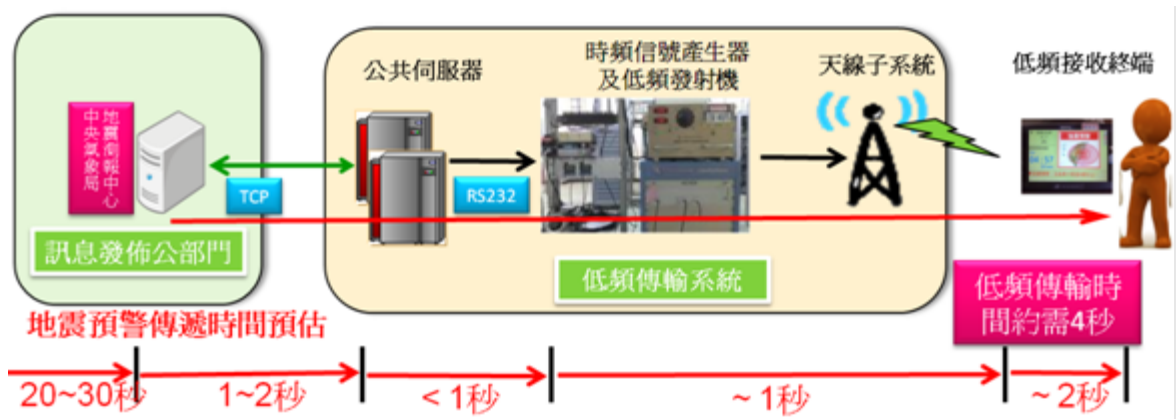 公共伺服器
時頻信號產生器
及低頻發射機
天線子系統
低頻接收終端
中央氣象局
地震測報中心
TCP
RS232
訊息發佈公部門
低頻傳輸系統
地震預警傳遞時間預估
低頻傳輸時
間約需4秒
20~30秒
1~2秒
< 1秒
~ 1秒
~ 2秒